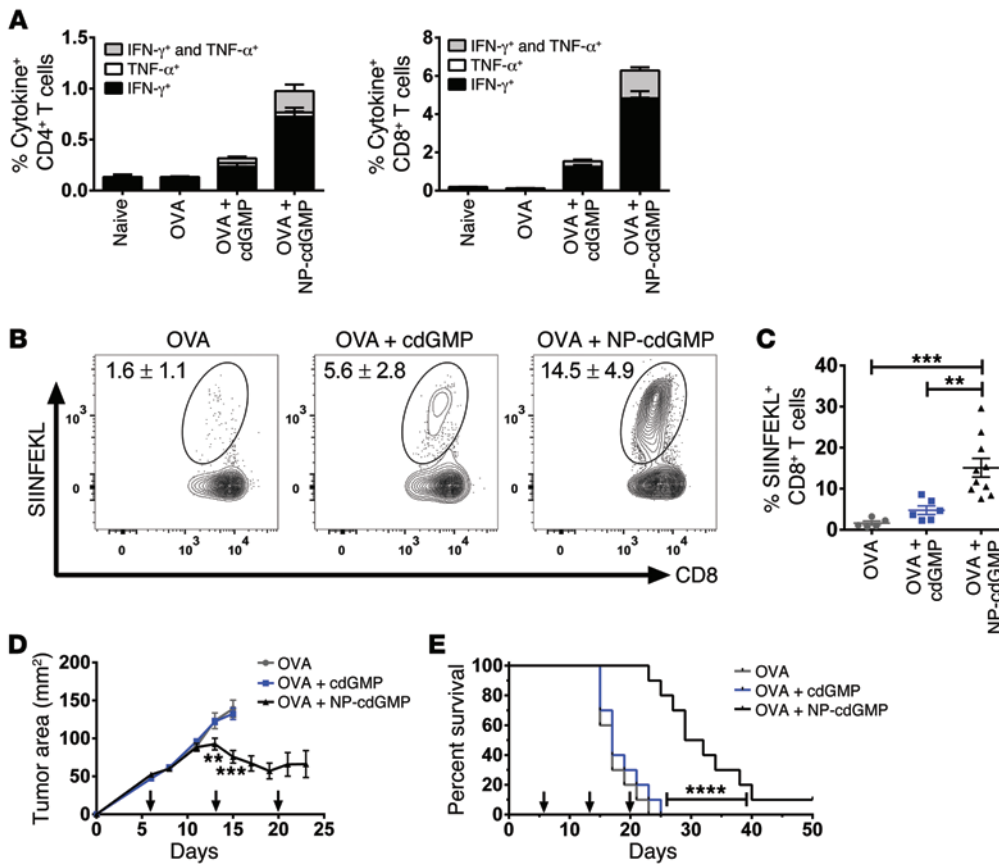 A
% Cytokine⁺
CD4⁺ T cells
1.5
1.0
0.5
0.0
IFN-γ⁺ and TNF-α⁺
TNF-α⁺
IFN-γ⁺
Naive
OVA
OVA +
cdGMP
OVA +
NP-cdGMP
% Cytokine⁺
CD8⁺ T cells
8
6
4
2
0
IFN-γ⁺ and TNF-α⁺
TNF-α⁺
IFN-γ⁺
Naive
OVA
OVA +
cdGMP
OVA +
NP-cdGMP
B
OVA
OVA + cdGMP
OVA + NP-cdGMP
SIINFEKL
1.6 ± 1.1
10³
0
0
10³
10⁴
5.6 ± 2.8
10³
0
0
10³
10⁴
14.5 ± 4.9
10³
0
0
10³
10⁴
CD8
C
% SIINFEKL⁺
CD8⁺ T cells
40
30
20
10
0
***
**
OVA
OVA +
cdGMP
OVA +
NP-cdGMP
D
Tumor area (mm²)
200
150
100
50
0
OVA
OVA + cdGMP
OVA + NP-cdGMP
**
***
0 5 10 15 20 25
Days
E
Percent survival
100
80
60
40
20
0
OVA
OVA + cdGMP
OVA + NP-cdGMP
****
0 10 20 30 40 50
Days